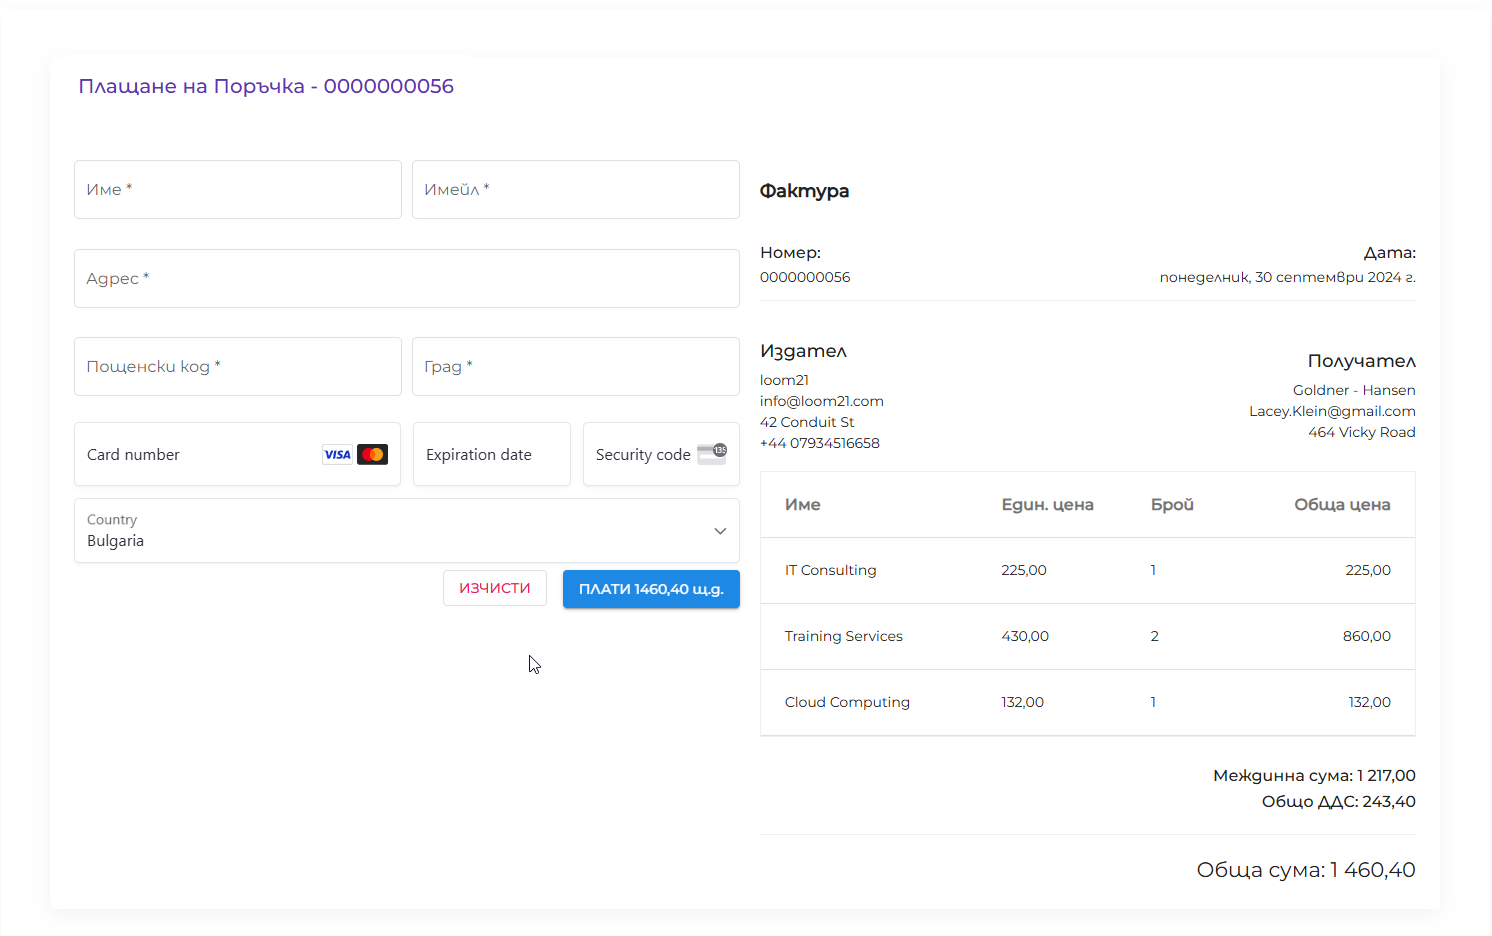 Плащане на Поръчка - 0000000056
Име *
Имейл *
Адрес *
Пощенски код *
Град *
Card number
VISA
Expiration date
Security code
135
Country
Bulgaria
ИЗЧИСТИ
ПЛАТИ 1460,40 щ.д.
Фактура
Номер:
0000000056
Дата:
понеделник, 30 септември 2024 г.
Издател
loom21
info@loom21.com
42 Conduit St
+44 07934516658
Получател
Goldner - Hansen
Lacey.Klein@gmail.com
464 Vicky Road
Име Един. цена Брой Обща цена
IT Consulting 225,00 1 225,00
Training Services 430,00 2 860,00
Cloud Computing 132,00 1 132,00
Междинна сума: 1 217,00
Общо ДДС: 243,40
Обща сума: 1 460,40